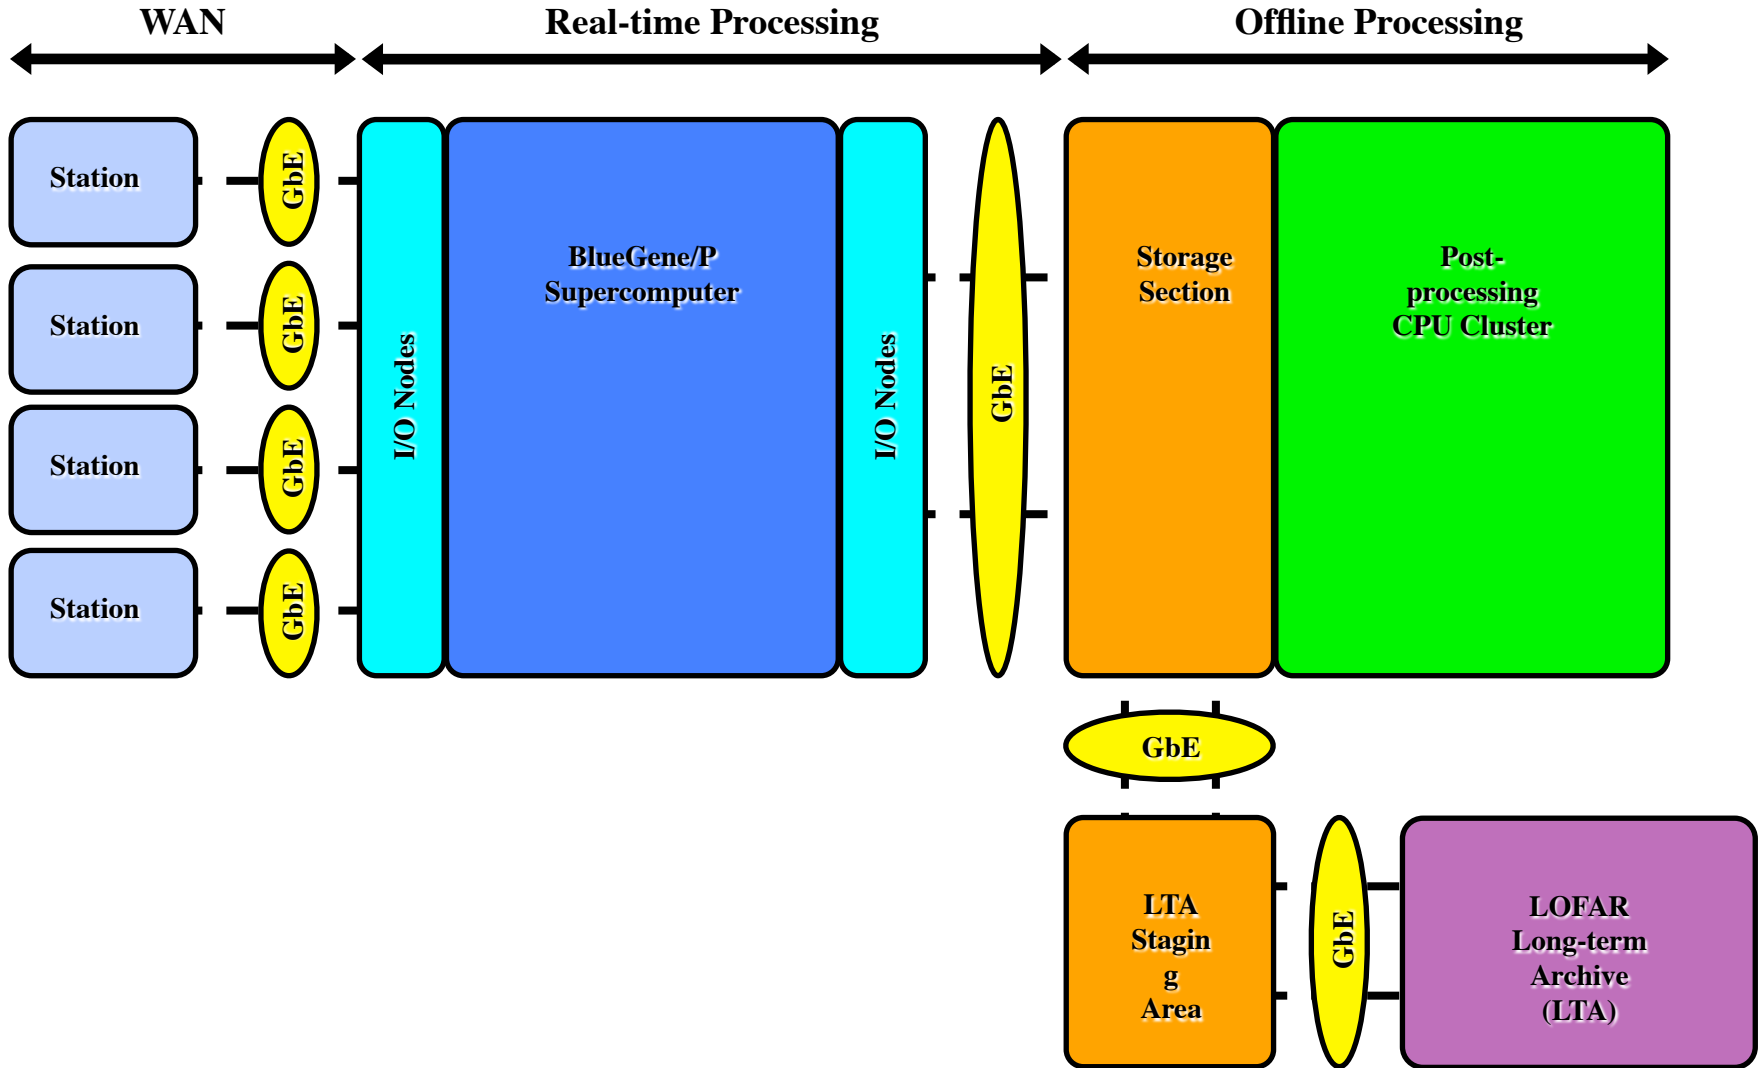 WAN
Real-time Processing
Offline Processing
Station
GbE
Station
GbE
Station
GbE
Station
GbE
I/O Nodes
BlueGene/P
Supercomputer
I/O Nodes
GbE
Storage
Section
Post-
processing
CPU Cluster
GbE
LTA
Stagin
g
Area
GbE
LOFAR
Long-term
Archive
(LTA)